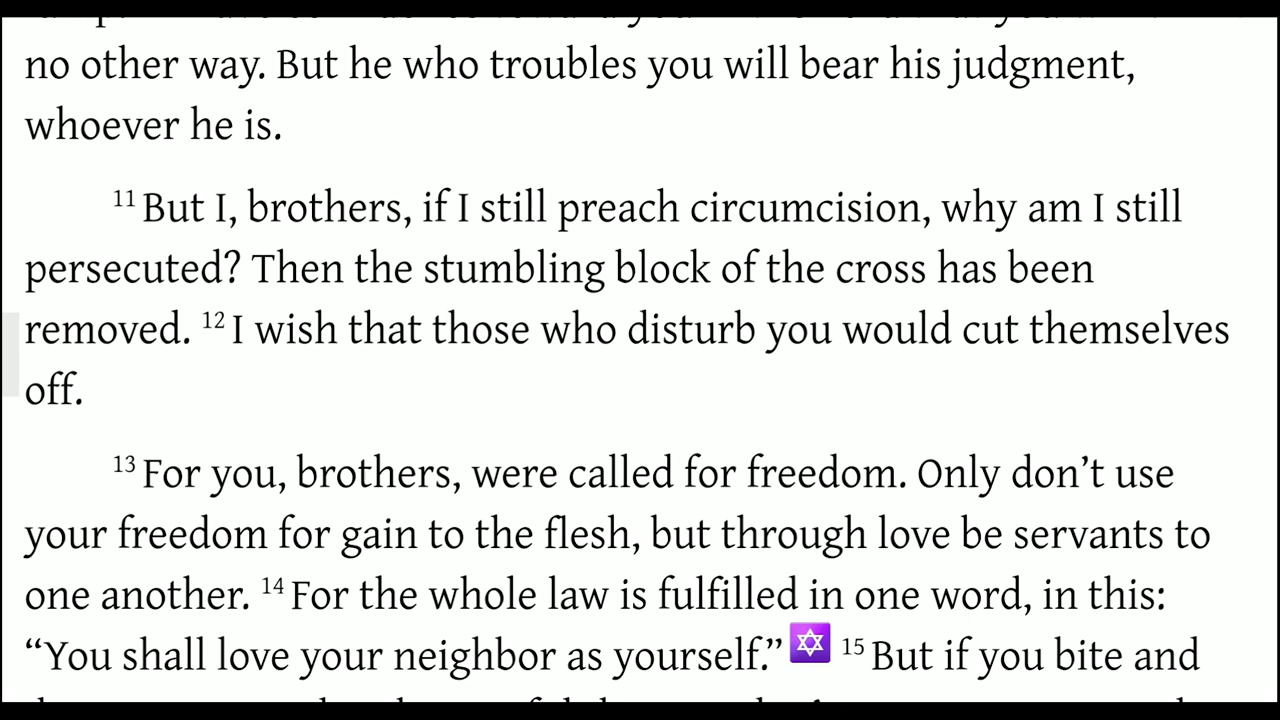 no other way. But he who troubles you will bear his judgment,
whoever he is.
11 But I, brothers, if I still preach circumcision, why am I still
persecuted? Then the stumbling block of the cross has been
removed. 12 I wish that those who disturb you would cut themselves
off.
13 For you, brothers, were called for freedom. Only don’t use
your freedom for gain to the flesh, but through love be servants to
one another. 14 For the whole law is fulfilled in one word, in this:
“You shall love your neighbor as yourself.”✡ 15 But if you bite and